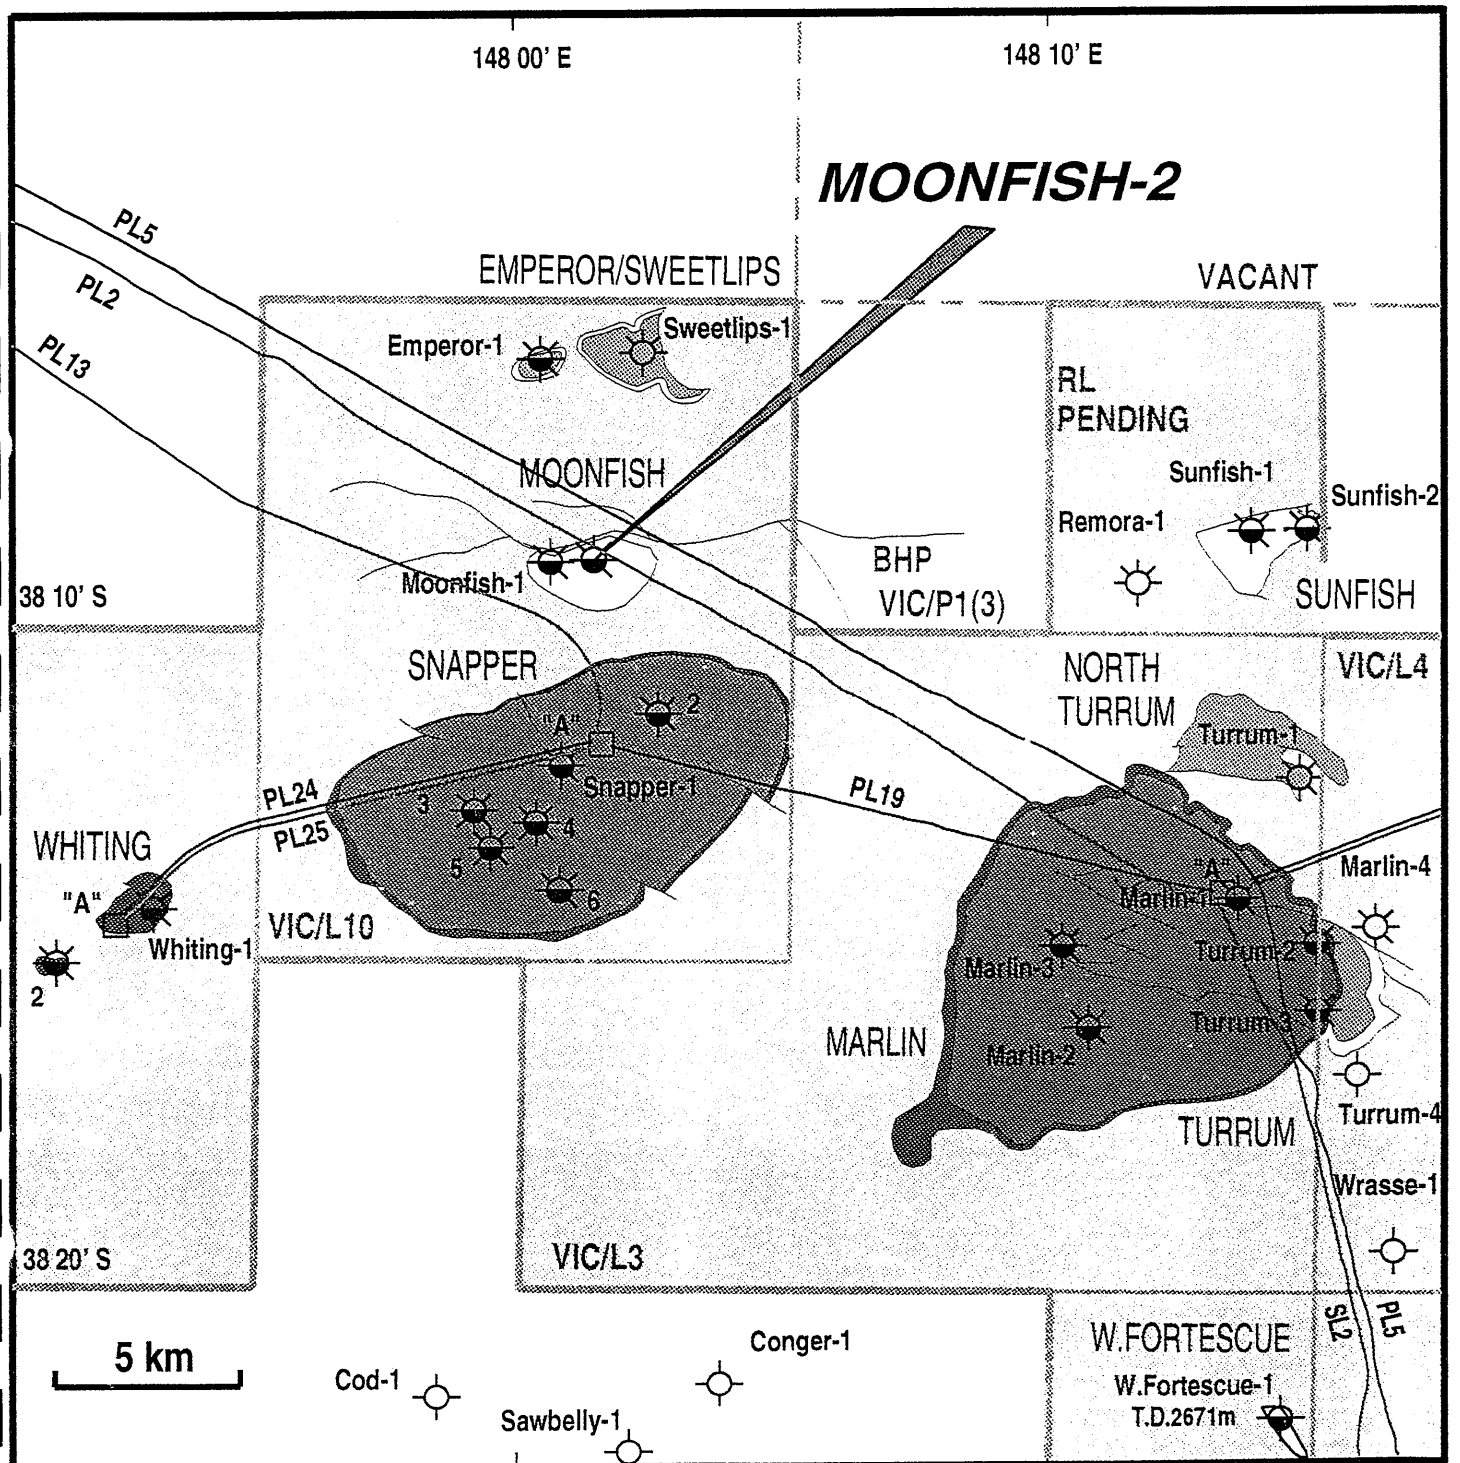 148 00' E
148 10' E
MOONFISH-2
PL5
PL2
PL13
EMPEROR/SWEETLIPS
VACANT
Emperor-1
Sweetlips-1
RL
PENDING
MOONFISH
Sunfish-1
Sunfish-2
Remora-1
Moonfish-1
BHP
VIC/P1(3)
38 10' S
SUNFISH
SNAPPER
NORTH
TURRUM
VIC/L4
2
"A"
Turrum-1
Snapper-1
PL24
PL25
3
4
5
6
PL19
WHITING
"A"
Whiting-1
2
VIC/L10
"A"
Marlin-1
Marlin-4
Marlin-3
Turrum-2
Turrum-3
MARLIN
Marlin-2
TURRUM
Turrum-4
Wrasse-1
38 20' S
VIC/L3
SL2
PL5
5 km
Cod-1
Conger-1
Sawbelly-1
W.FORTESCUE
W.Fortescue-1
T.D.2671m